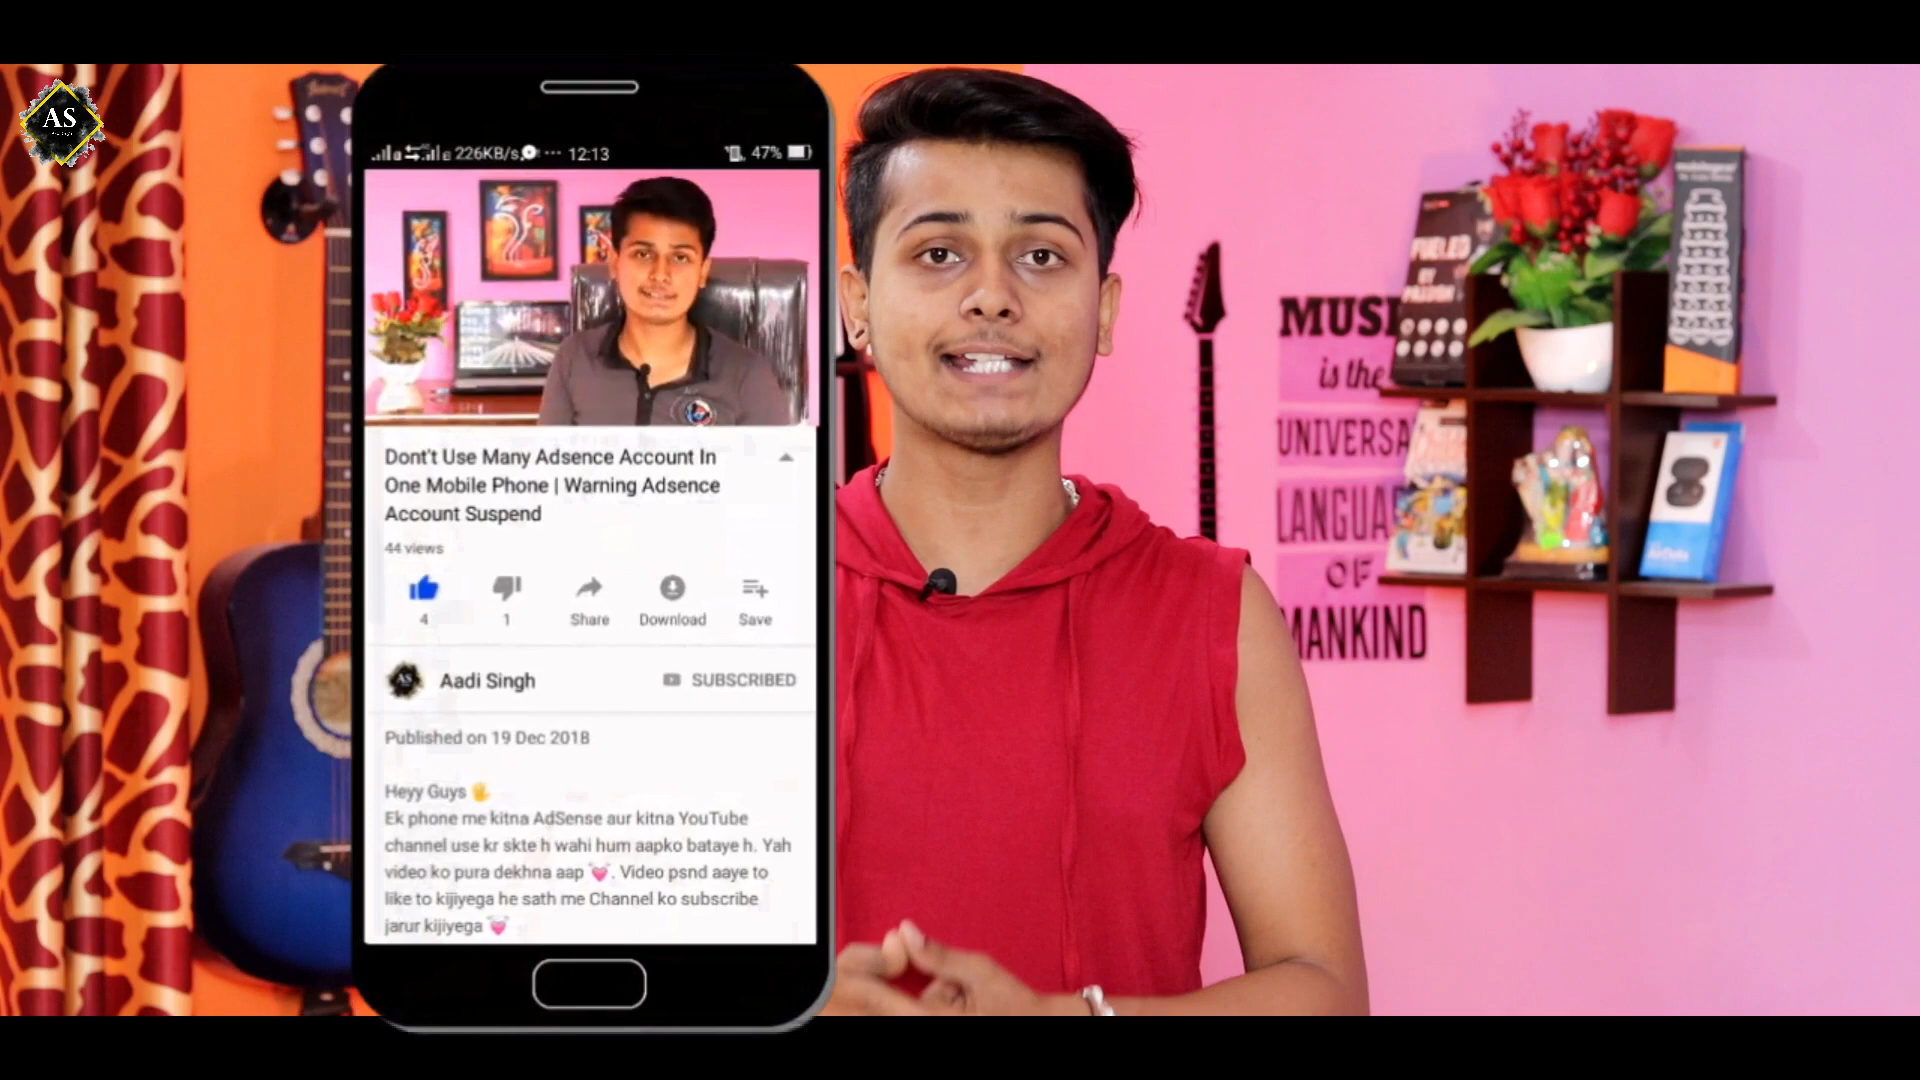 AS
226KB/s
12:13
47%
Dont't Use Many Adsence Account In
One Mobile Phone | Warning Adsence
Account Suspend
44 views
4
1
Share
Download
Save
AS
Aadi Singh
SUBSCRIBED
Published on 19 Dec 2018
Heyy Guys 🖐
Ek phone me kitna AdSense aur kitna YouTube
channel use kr skte h wahi hum aapko bataye h. Yah
video ko pura dekhna aap 💓. Video psnd aaye to
like to kijiyega he sath me Channel ko subscribe
jarur kijiyega 💓
MUSI
is the
UNIVERSA
LANGUA
OF
MANKIND
FUELED
BY
PASSION